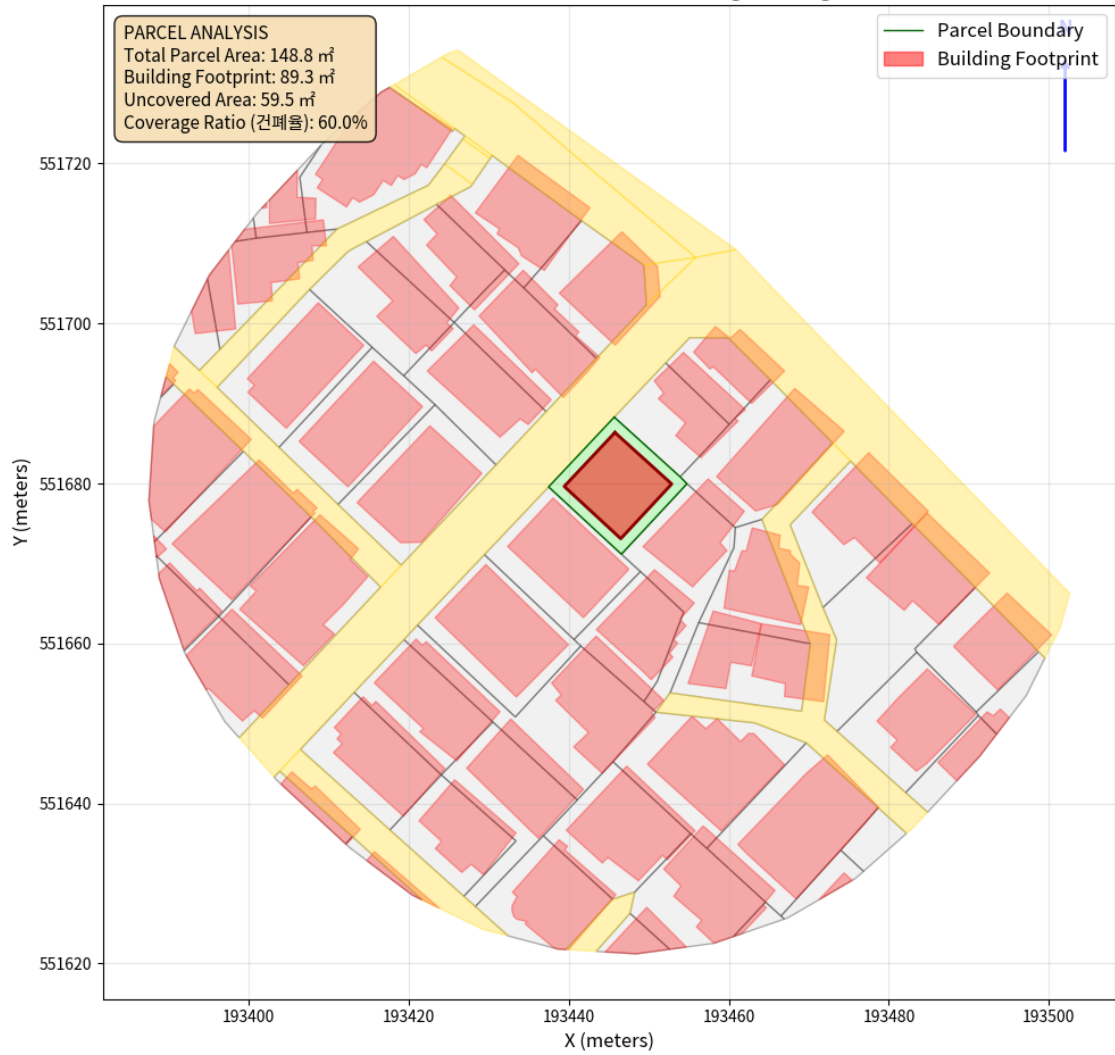 PARCEL ANALYSIS
Total Parcel Area: 148.8 ㎡
Building Footprint: 89.3 ㎡
Uncovered Area: 59.5 ㎡
Coverage Ratio (건폐율): 60.0%
N
Parcel Boundary
Building Footprint
551720
551700
551680
551660
551640
551620
Y (meters)
193400
193420
193440
193460
193480
193500
X (meters)